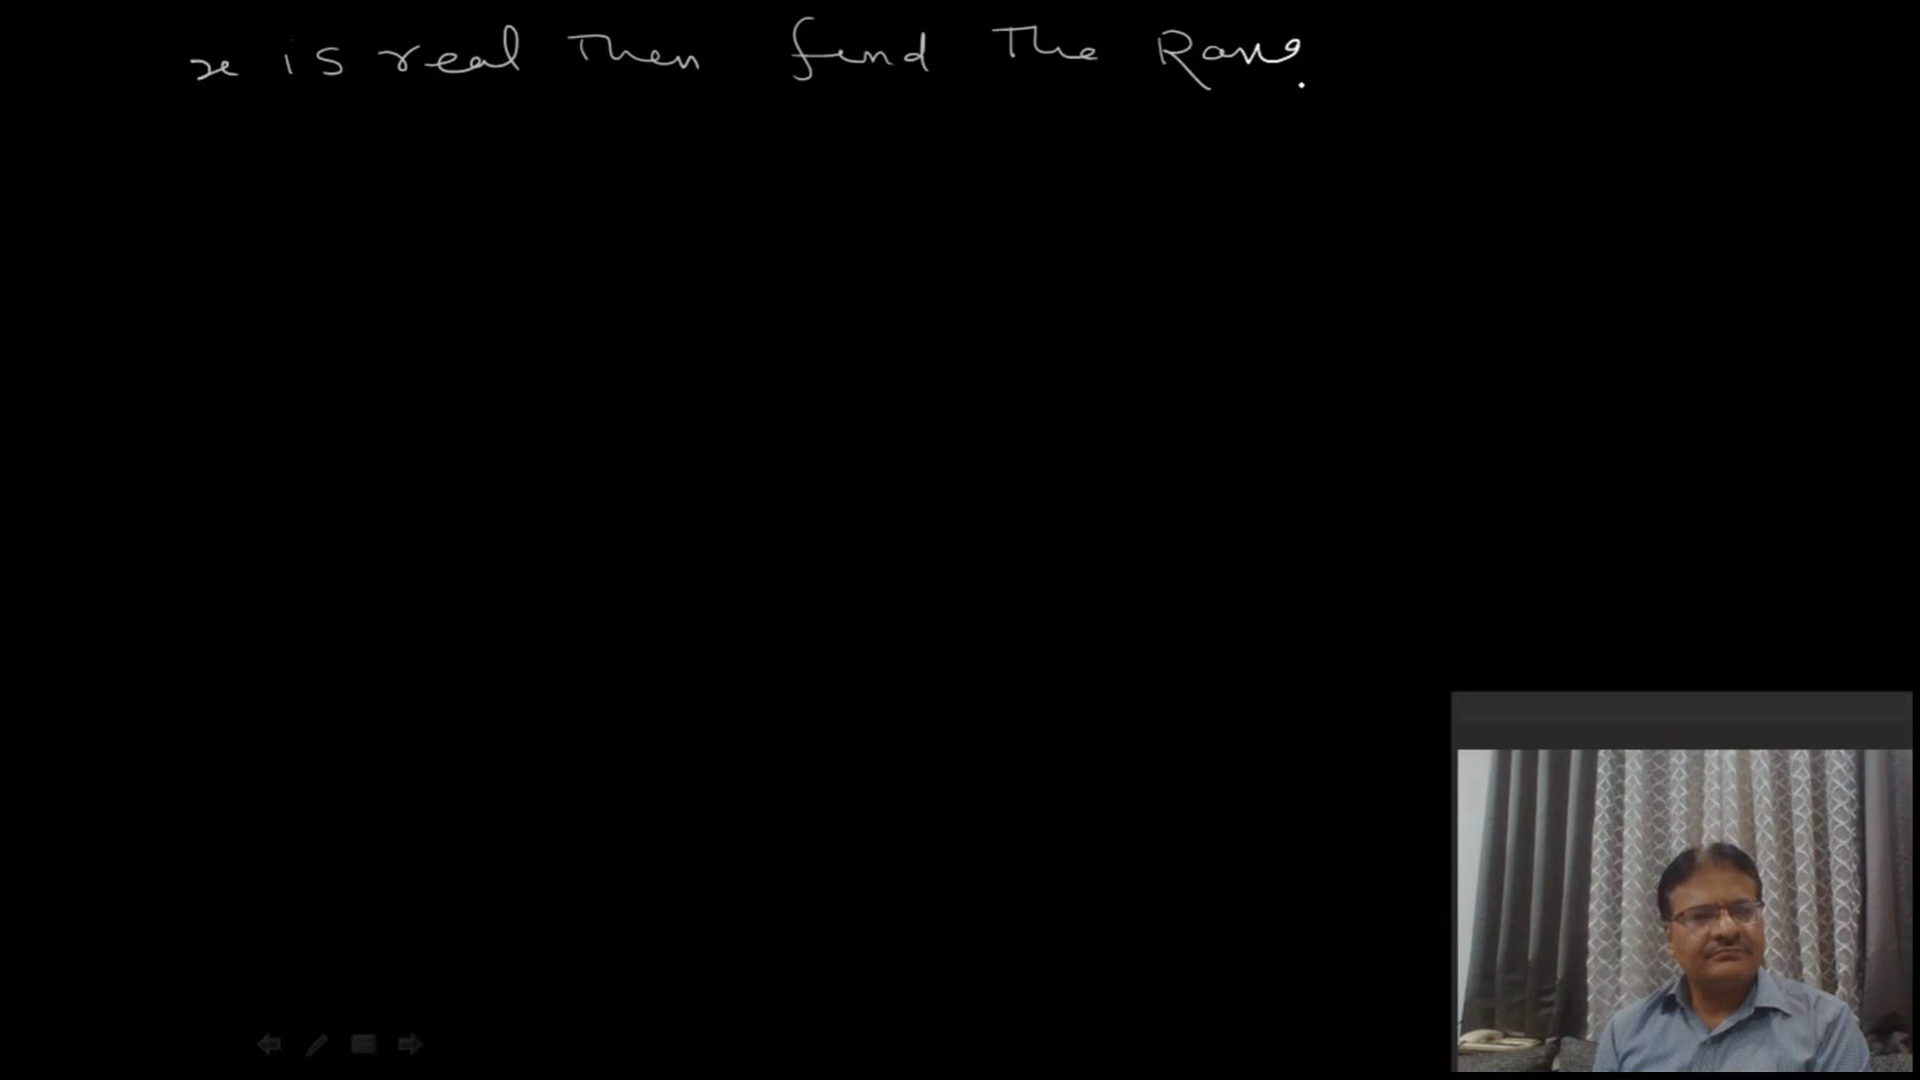 x is real Then find The Rang